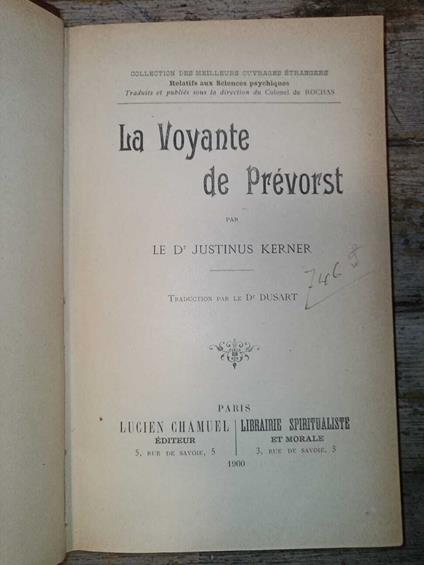 COLLECTION DES MEILLEURS OUVRAGES ÉTRANGERS
Relatifs aux Sciences psychiques
Traduits et publiés sous la direction du Colonel de ROCHAS
La Voyante
de Prévorst
PAR
LE Dr JUSTINUS KERNER
TRADUCTION PAR LE Dr DUSART
746
PARIS
LUCIEN CHAMUEL
ÉDITEUR
5, RUE DE SAVOIE, 5
LIBRAIRIE SPIRITUALISTE
ET MORALE
3, RUE DE SAVOIE, 3
1900